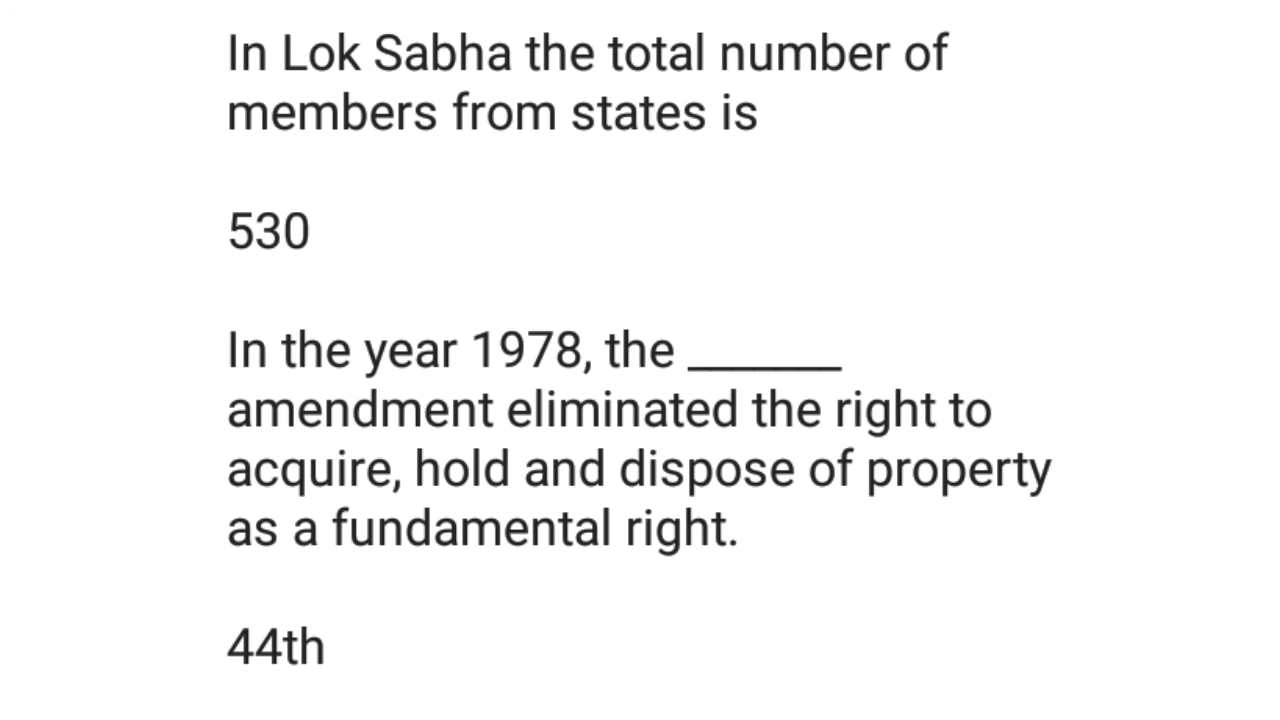 In Lok Sabha the total number of
members from states is
530
In the year 1978, the _______
amendment eliminated the right to
acquire, hold and dispose of property
as a fundamental right.
44th